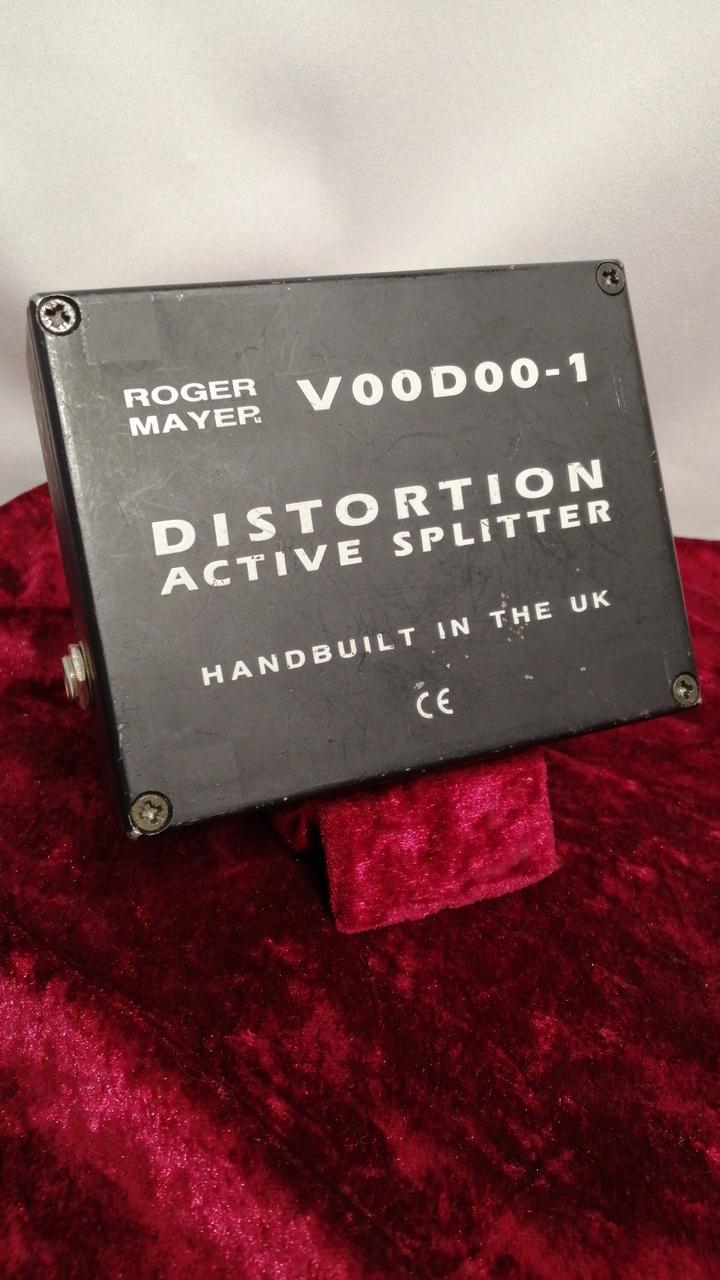 ROGER MAYER VOODOO-1
DISTORTION
ACTIVE SPLITTER
HANDBUILT IN THE UK
CE